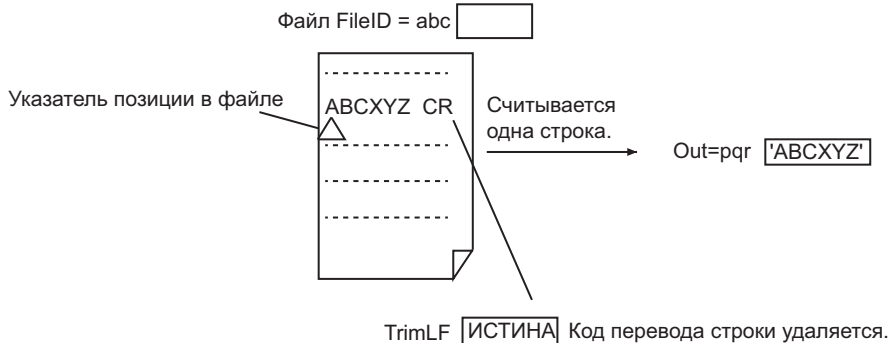 Файл FileID = abc
Указатель позиции в файле
ABCXYZ CR
Считывается
одна строка.
Out=pqr 'ABCXYZ'
TrimLF ИСТИНА Код перевода строки удаляется.